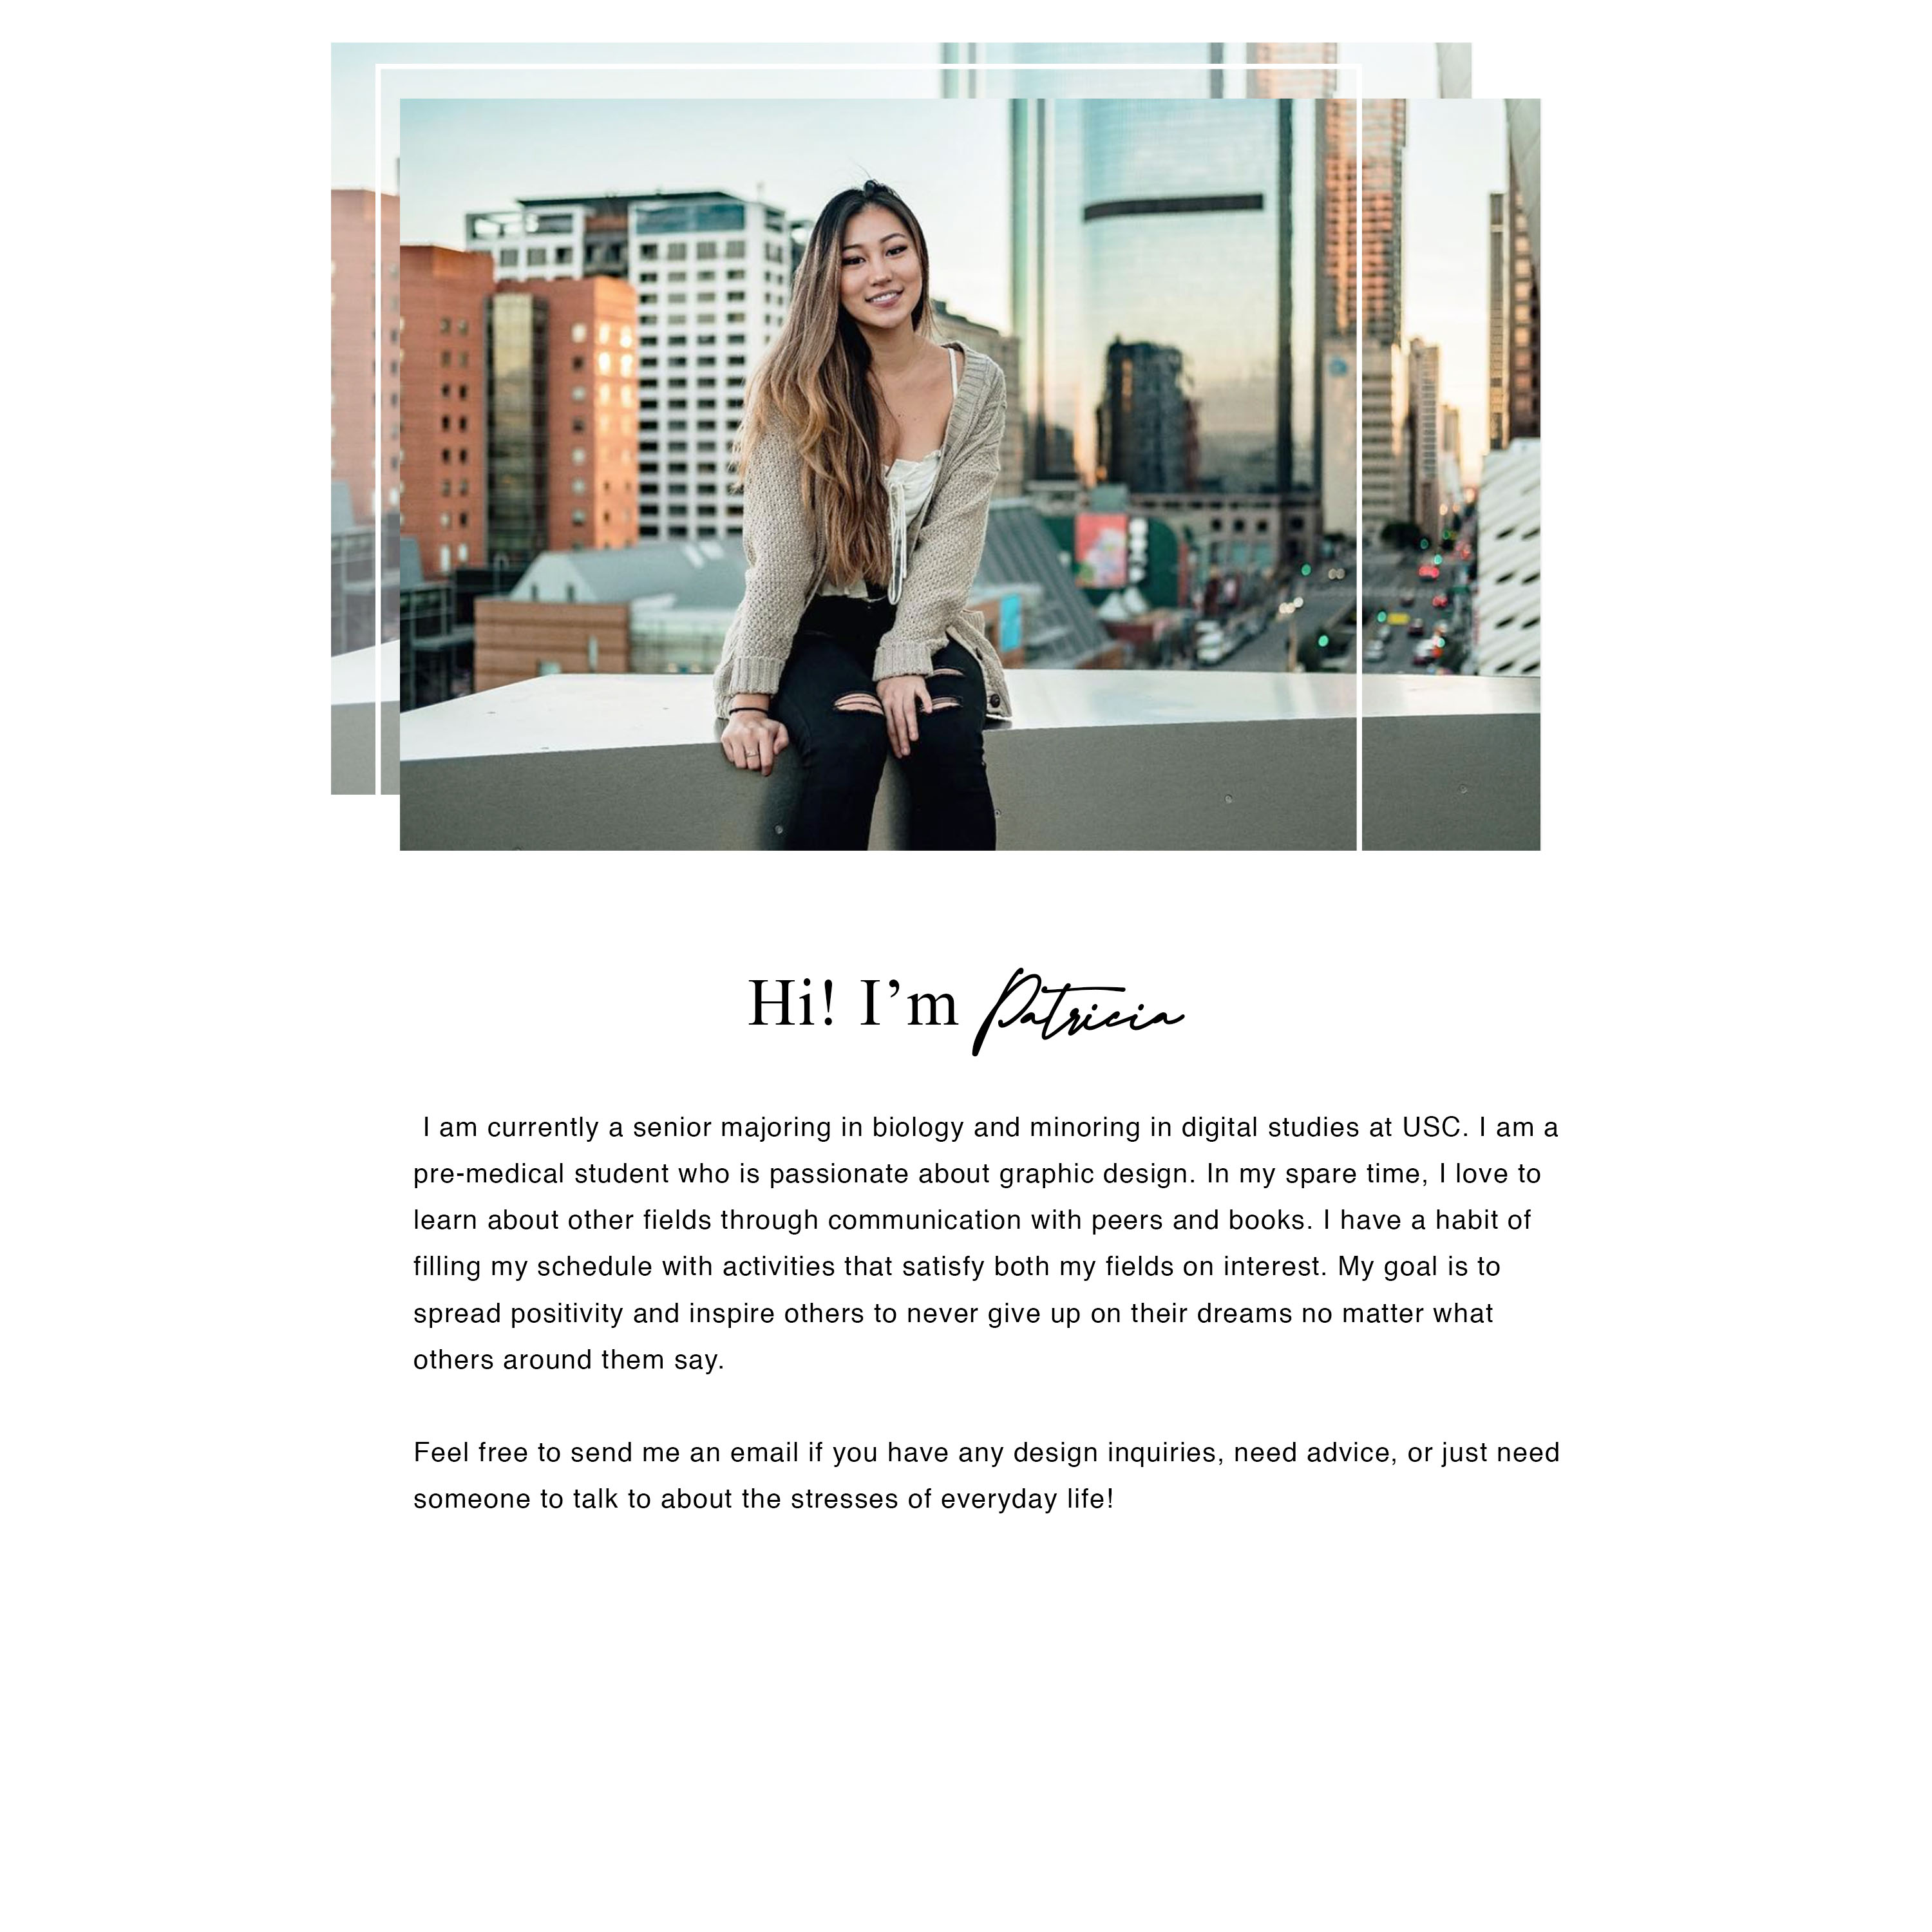 Hi! I’m Patricia
I am currently a senior majoring in biology and minoring in digital studies at USC. I am a
pre-medical student who is passionate about graphic design. In my spare time, I love to
learn about other fields through communication with peers and books. I have a habit of
filling my schedule with activities that satisfy both my fields on interest. My goal is to
spread positivity and inspire others to never give up on their dreams no matter what
others around them say.
Feel free to send me an email if you have any design inquiries, need advice, or just need
someone to talk to about the stresses of everyday life!